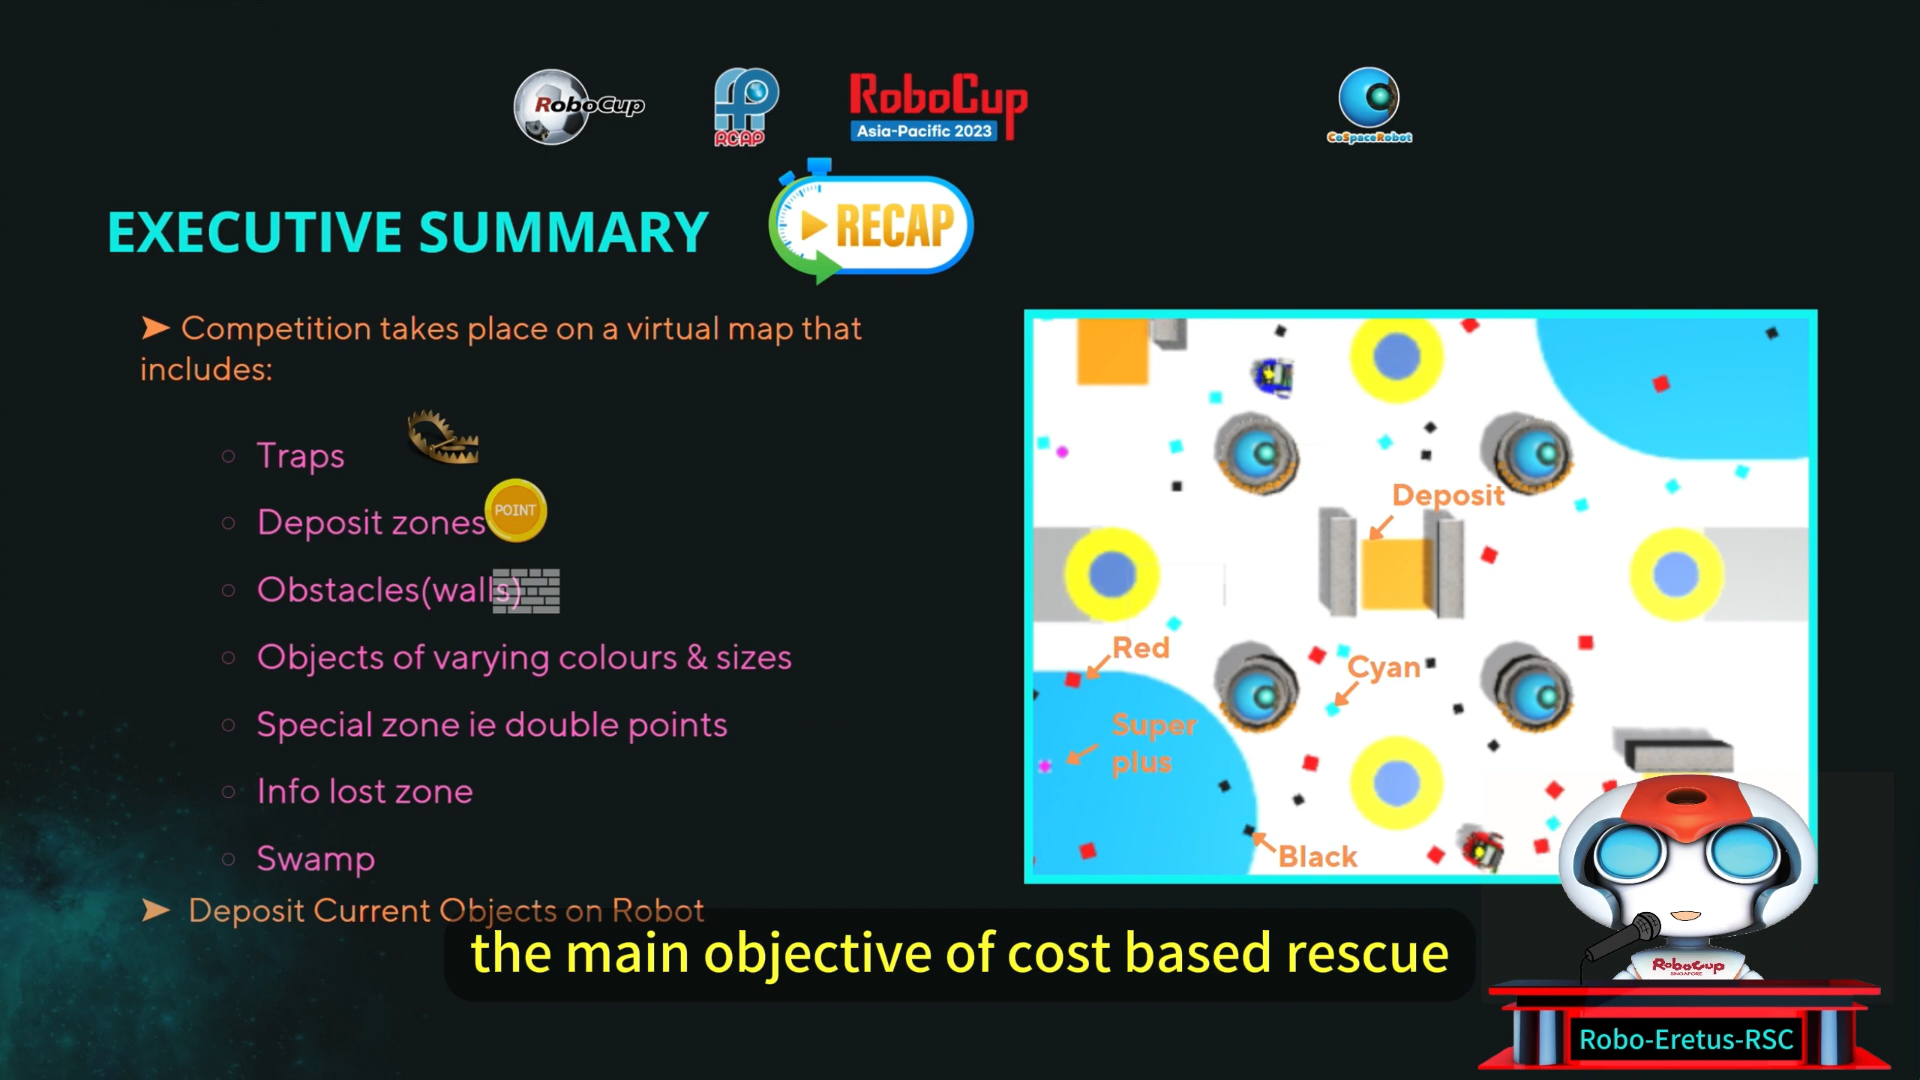 RoboCup
RCAP
RoboCup
Asia-Pacific 2023
CoSpaceRobot
EXECUTIVE SUMMARY
RECAP
➤ Competition takes place on a virtual map that
includes:
○ Traps
○ Deposit zones
POINT
○ Obstacles(walls)
○ Objects of varying colours & sizes
○ Special zone ie double points
○ Info lost zone
○ Swamp
➤ Deposit Current Objects on Robot
Deposit
Red
Cyan
Super
plus
Black
the main objective of cost based rescue
RoboCup
SINGAPORE
Robo-Eretus-RSC